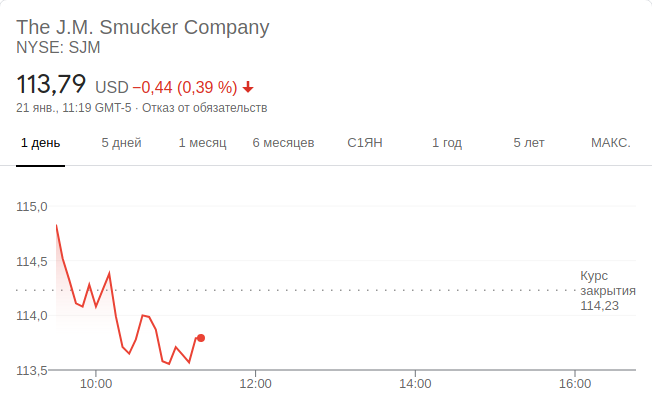 The J.M. Smucker Company
NYSE: SJM
113,79 USD −0,44 (0,39 %)
21 янв., 11:19 GMT-5 · Отказ от обязательств
1 день 5 дней 1 месяц 6 месяцев С1ЯН 1 год 5 лет МАКС.
115,0
114,5
Курс
закрытия
114,23
114,0
113,5
10:00 12:00 14:00 16:00